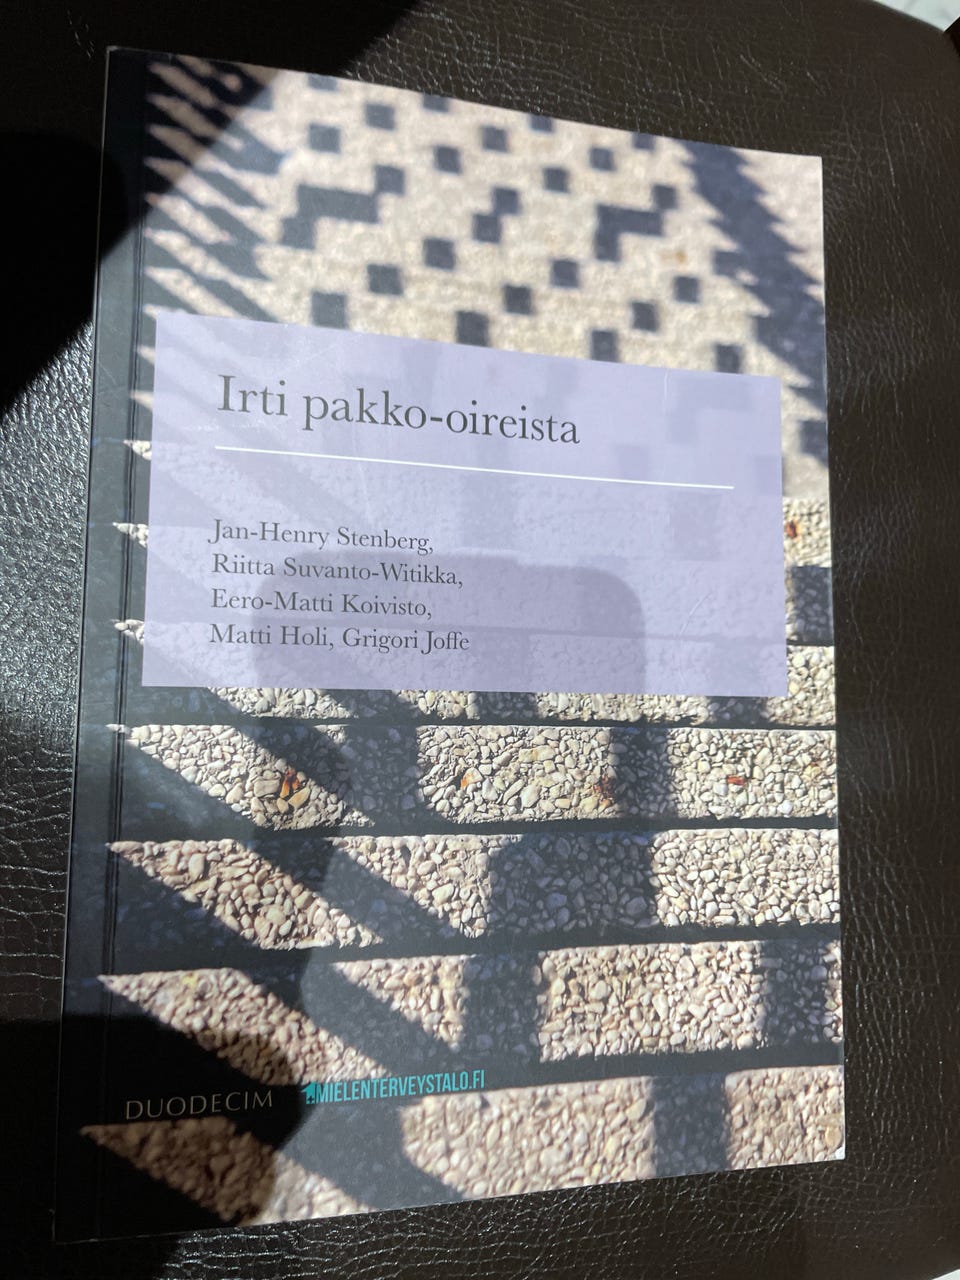 Irti pakko-oireista
Jan-Henry Stenberg,
Riitta Suvanto-Witikka,
Eero-Matti Koivisto,
Matti Holi, Grigori Joffe
DUODECIM
MIELENTERVEYSTALO.FI